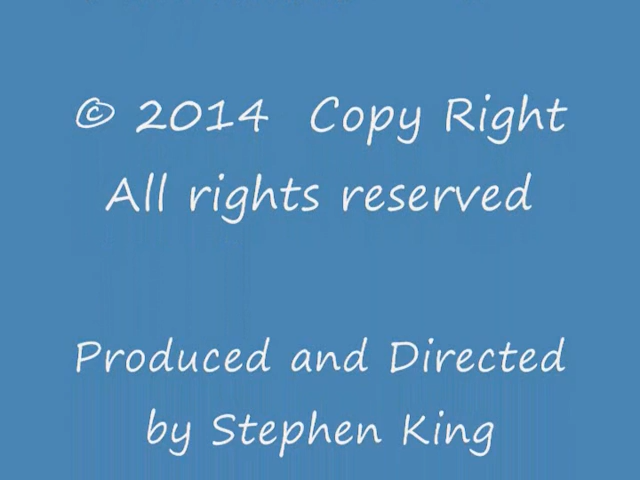 © 2014 Copy Right
All rights reserved
Produced and Directed
by Stephen King